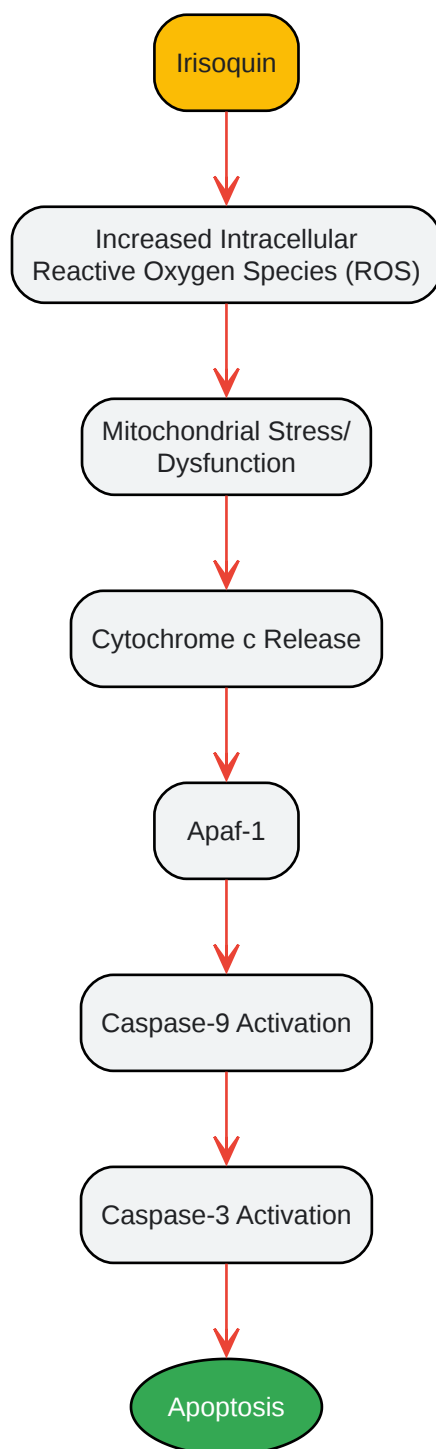 Irisoquin
Increased Intracellular
Reactive Oxygen Species (ROS)
Mitochondrial Stress/
Dysfunction
Cytochrome c Release
Apaf-1
Caspase-9 Activation
Caspase-3 Activation
Apoptosis